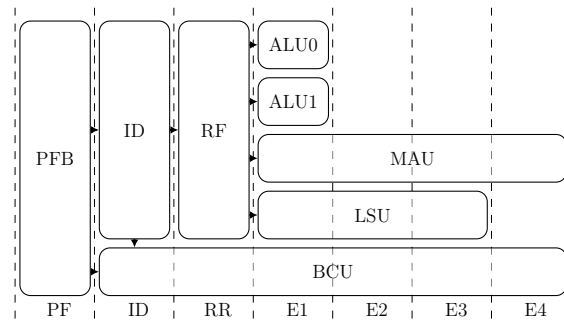 ALU0
ALU1
PFB ID RF MAU
LSU
BCU
PF ID RR E1 E2 E3 E4